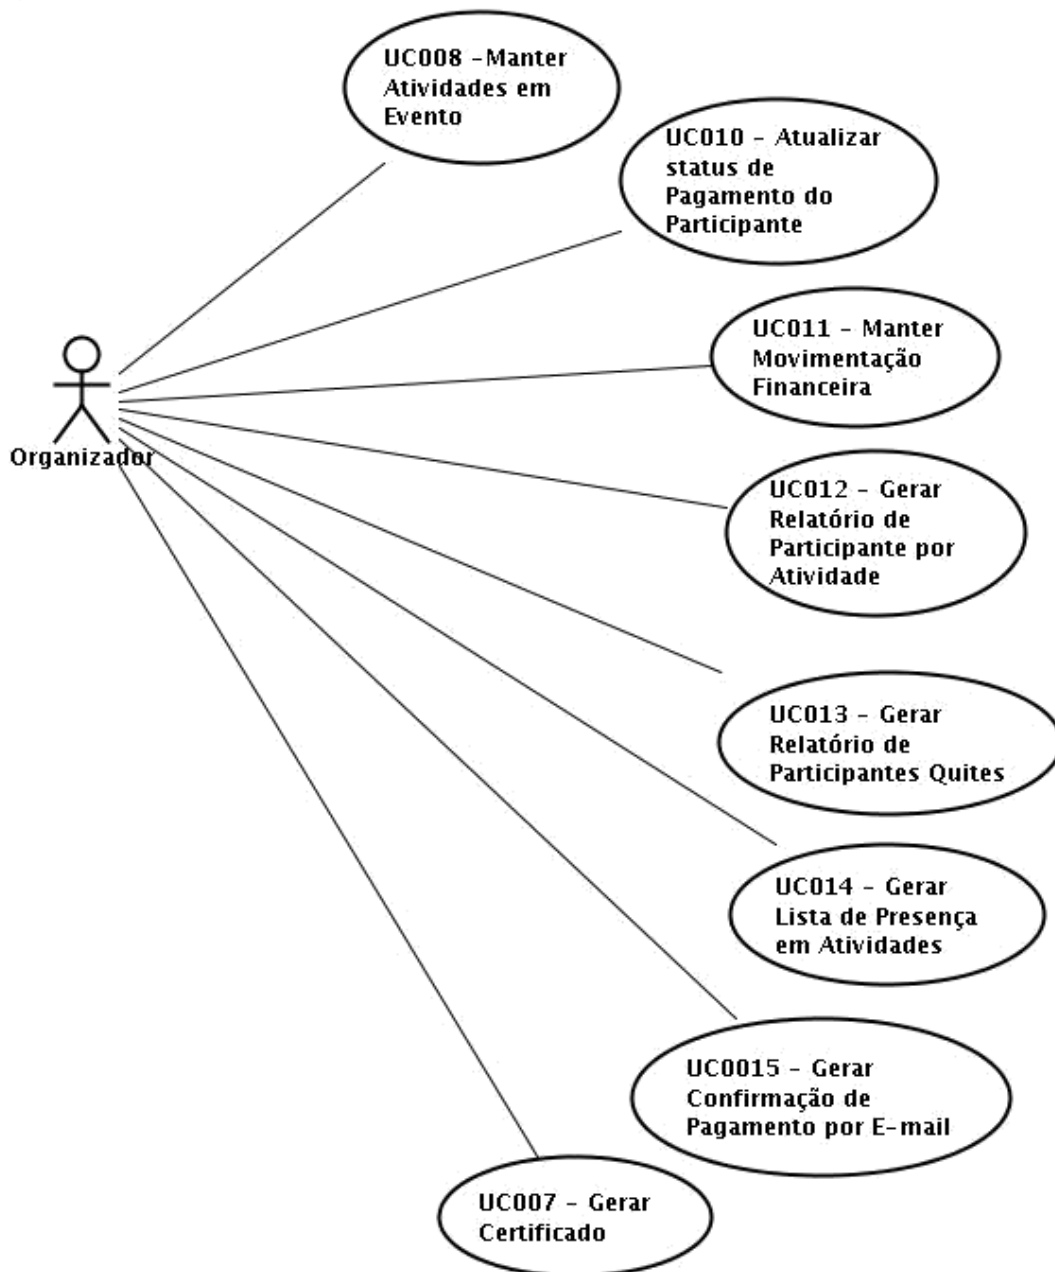 UC008 -Manter
Atividades em
Evento
UC010 - Atualizar
status de
Pagamento do
Participante
UC011 - Manter
Movimentação
Financeira
Organizador
UC012 - Gerar
Relatório de
Participante por
Atividade
UC013 - Gerar
Relatório de
Participantes Quites
UC014 - Gerar
Lista de Presença
em Atividades
UC0015 - Gerar
Confirmação de
Pagamento por E-mail
UC007 - Gerar
Certificado